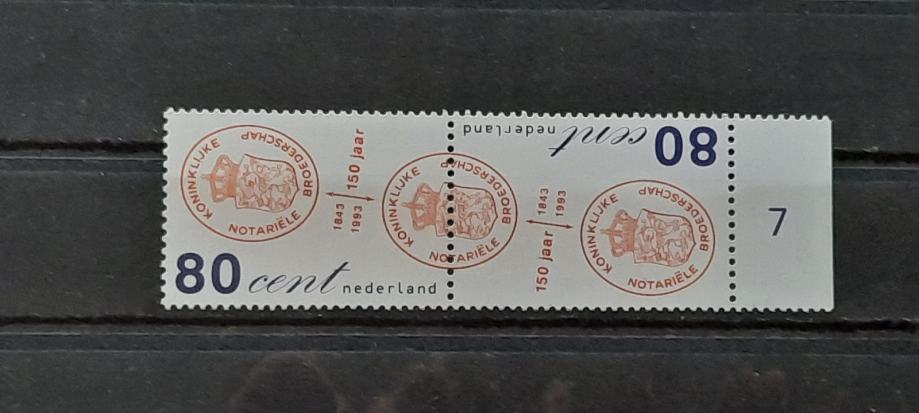 KONINKLIJKE NOTARIËLE BROEDERSCHAP
1843
1993
150 jaar
80 cent nederland
KONINKLIJKE NOTARIËLE BROEDERSCHAP
80 cent nederland
150 jaar
1843
1993
KONINKLIJKE NOTARIËLE BROEDERSCHAP
7